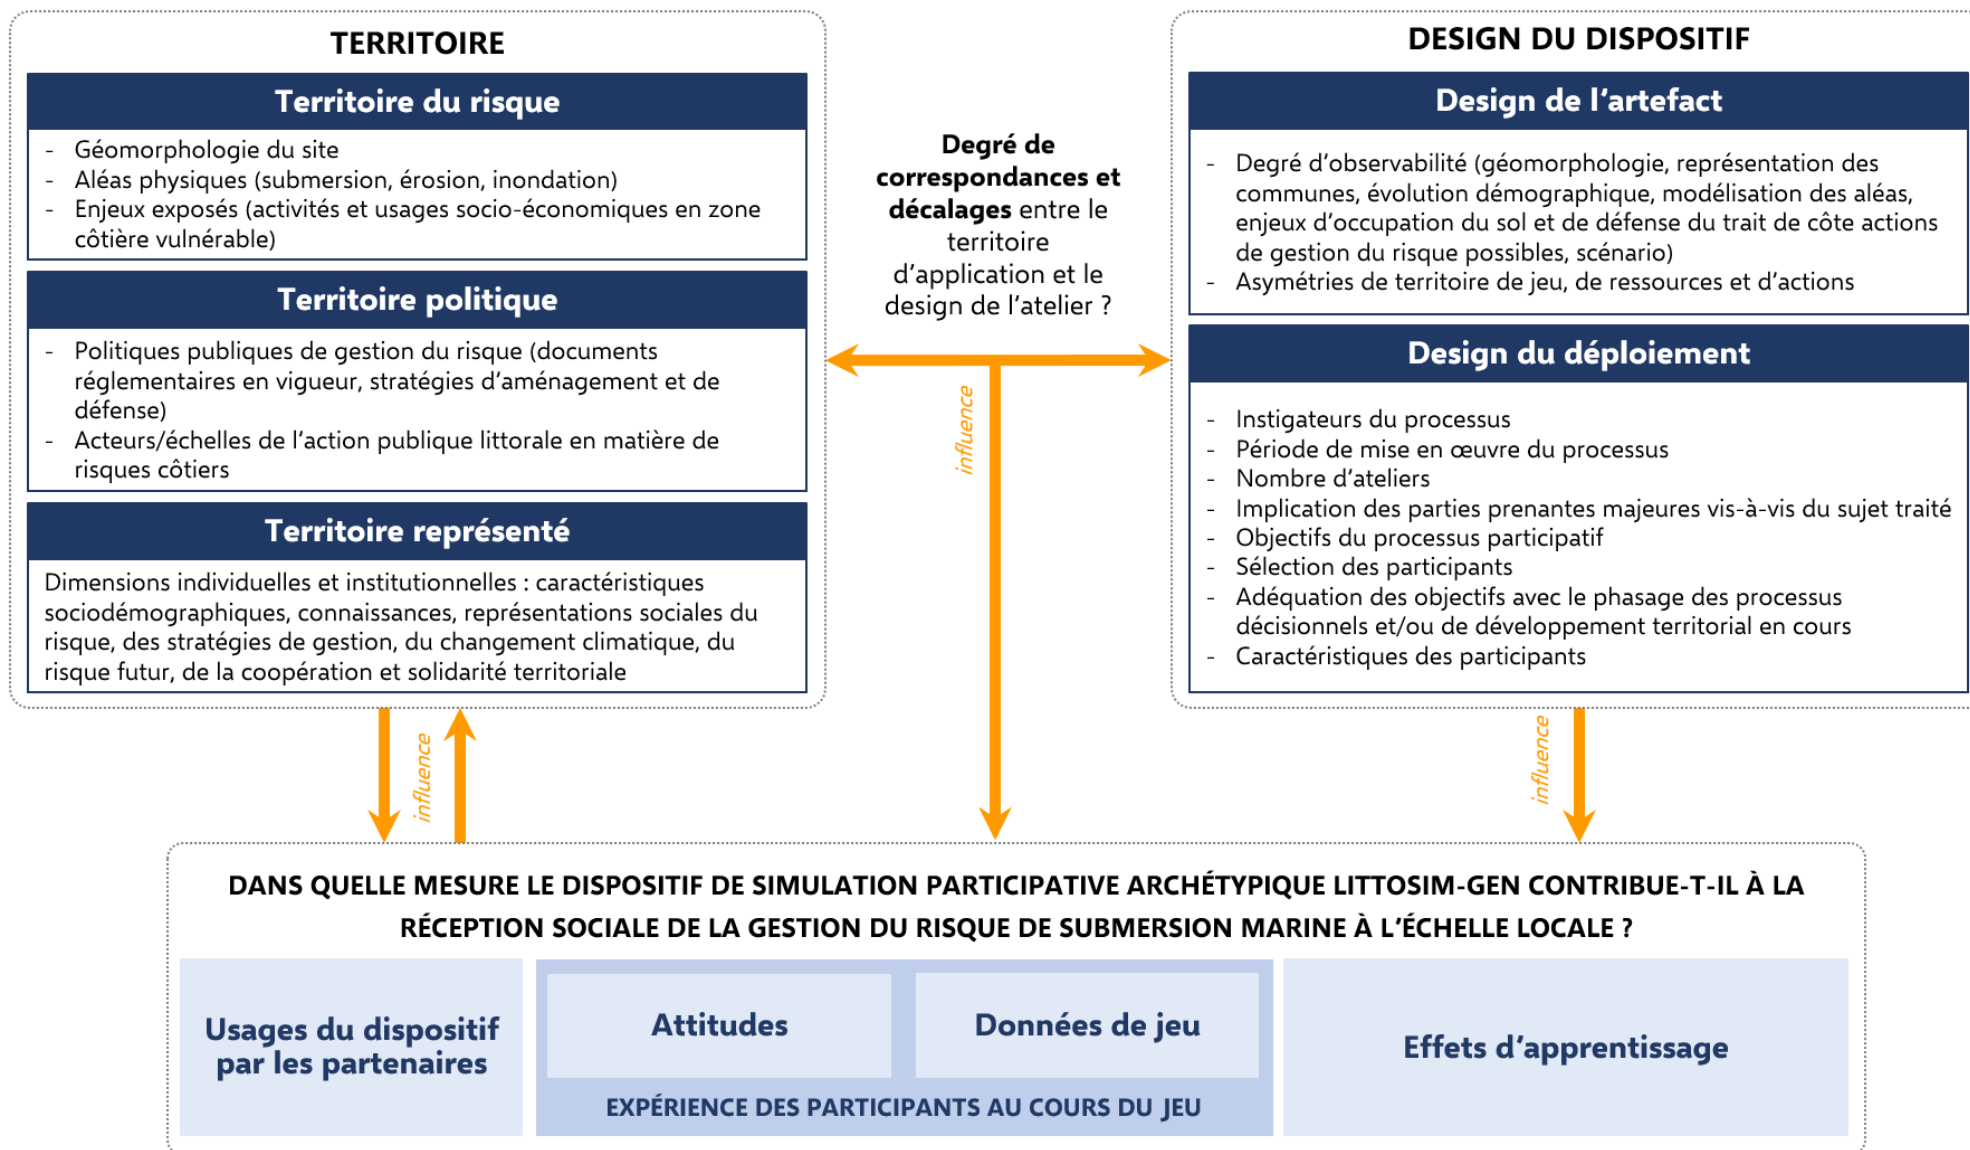 TERRITOIRE
Territoire du risque
- Géomorphologie du site
- Aléas physiques (submersion, érosion, inondation)
- Enjeux exposés (activités et usages socio-économiques en zone
côtière vulnérable)
Territoire politique
- Politiques publiques de gestion du risque (documents
réglementaires en vigueur, stratégies d'aménagement et de
défense)
- Acteurs/échelles de l'action publique littorale en matière de
risques côtiers
Territoire représenté
Dimensions individuelles et institutionnelles : caractéristiques
sociodémographiques, connaissances, représentations sociales du
risque, des stratégies de gestion, du changement climatique, du
risque futur, de la coopération et solidarité territoriale
Degré de
correspondances et
décalages entre le
territoire
d'application et le
design de l'atelier ?
influence
DESIGN DU DISPOSITIF
Design de l'artefact
- Degré d'observabilité (géomorphologie, représentation des
communes, évolution démographique, modélisation des aléas,
enjeux d'occupation du sol et de défense du trait de côte actions
de gestion du risque possibles, scénario)
- Asymétries de territoire de jeu, de ressources et d'actions
Design du déploiement
- Instigateurs du processus
- Période de mise en œuvre du processus
- Nombre d'ateliers
- Implication des parties prenantes majeures vis-à-vis du sujet traité
- Objectifs du processus participatif
- Sélection des participants
- Adéquation des objectifs avec le phasage des processus
décisionnels et/ou de développement territorial en cours
- Caractéristiques des participants
influence
influence
DANS QUELLE MESURE LE DISPOSITIF DE SIMULATION PARTICIPATIVE ARCHÉTYPIQUE LITTOSIM-GEN CONTRIBUE-T-IL À LA
RÉCEPTION SOCIALE DE LA GESTION DU RISQUE DE SUBMERSION MARINE À L'ÉCHELLE LOCALE ?
Usages du dispositif
par les partenaires
Attitudes
Données de jeu
EXPÉRIENCE DES PARTICIPANTS AU COURS DU JEU
Effets d'apprentissage